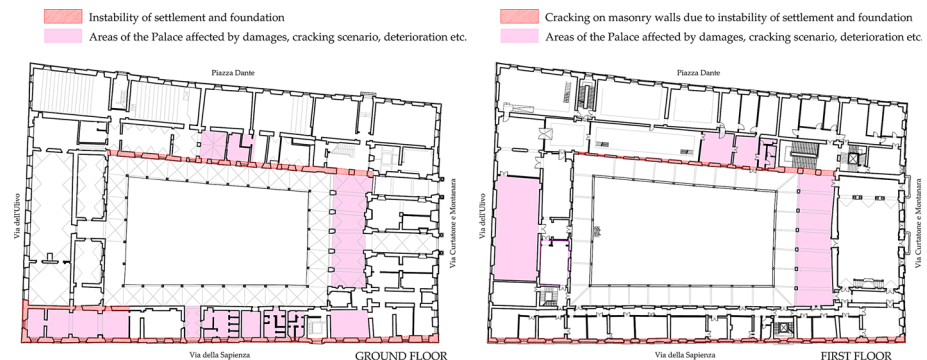 Instability of settlement and foundation
Areas of the Palace affected by damages, cracking scenario, deterioration etc.
Piazza Dante
Via dell'Ulivo
Via Curtatone e Montanara
Via della Sapienza
GROUND FLOOR
Cracking on masonry walls due to instability of settlement and foundation
Areas of the Palace affected by damages, cracking scenario, deterioration etc.
Piazza Dante
Via dell'Ulivo
Via Curtatone e Montanara
Via della Sapienza
FIRST FLOOR